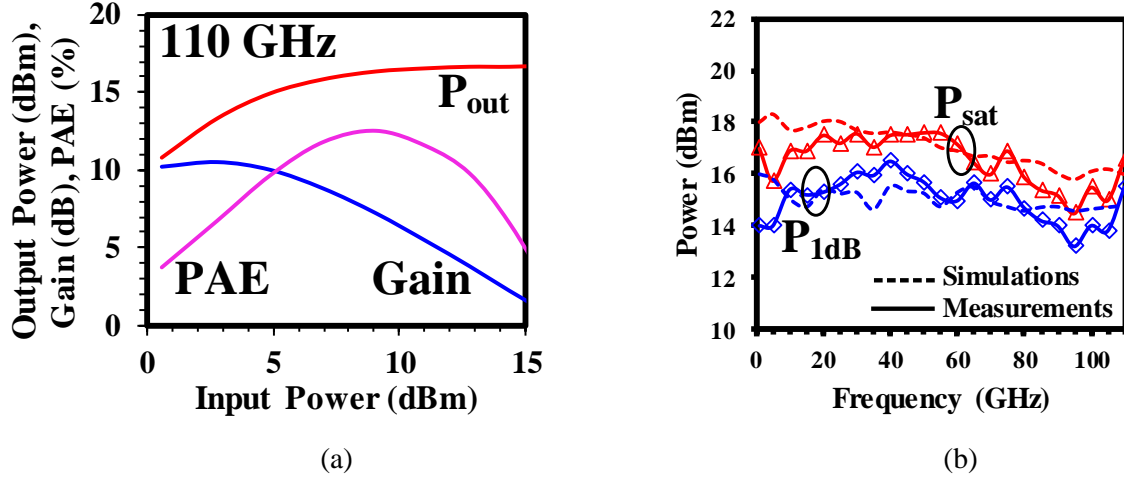 Output Power (dBm),
Gain (dB), PAE (%)
20
15
10
5
0
110 GHz
Pout
PAE
Gain
0 5 10 15
Input Power (dBm)
(a)
Power (dBm)
22
20
18
16
14
12
10
Psat
P1dB
Simulations
Measurements
0 20 40 60 80 100
Frequency (GHz)
(b)